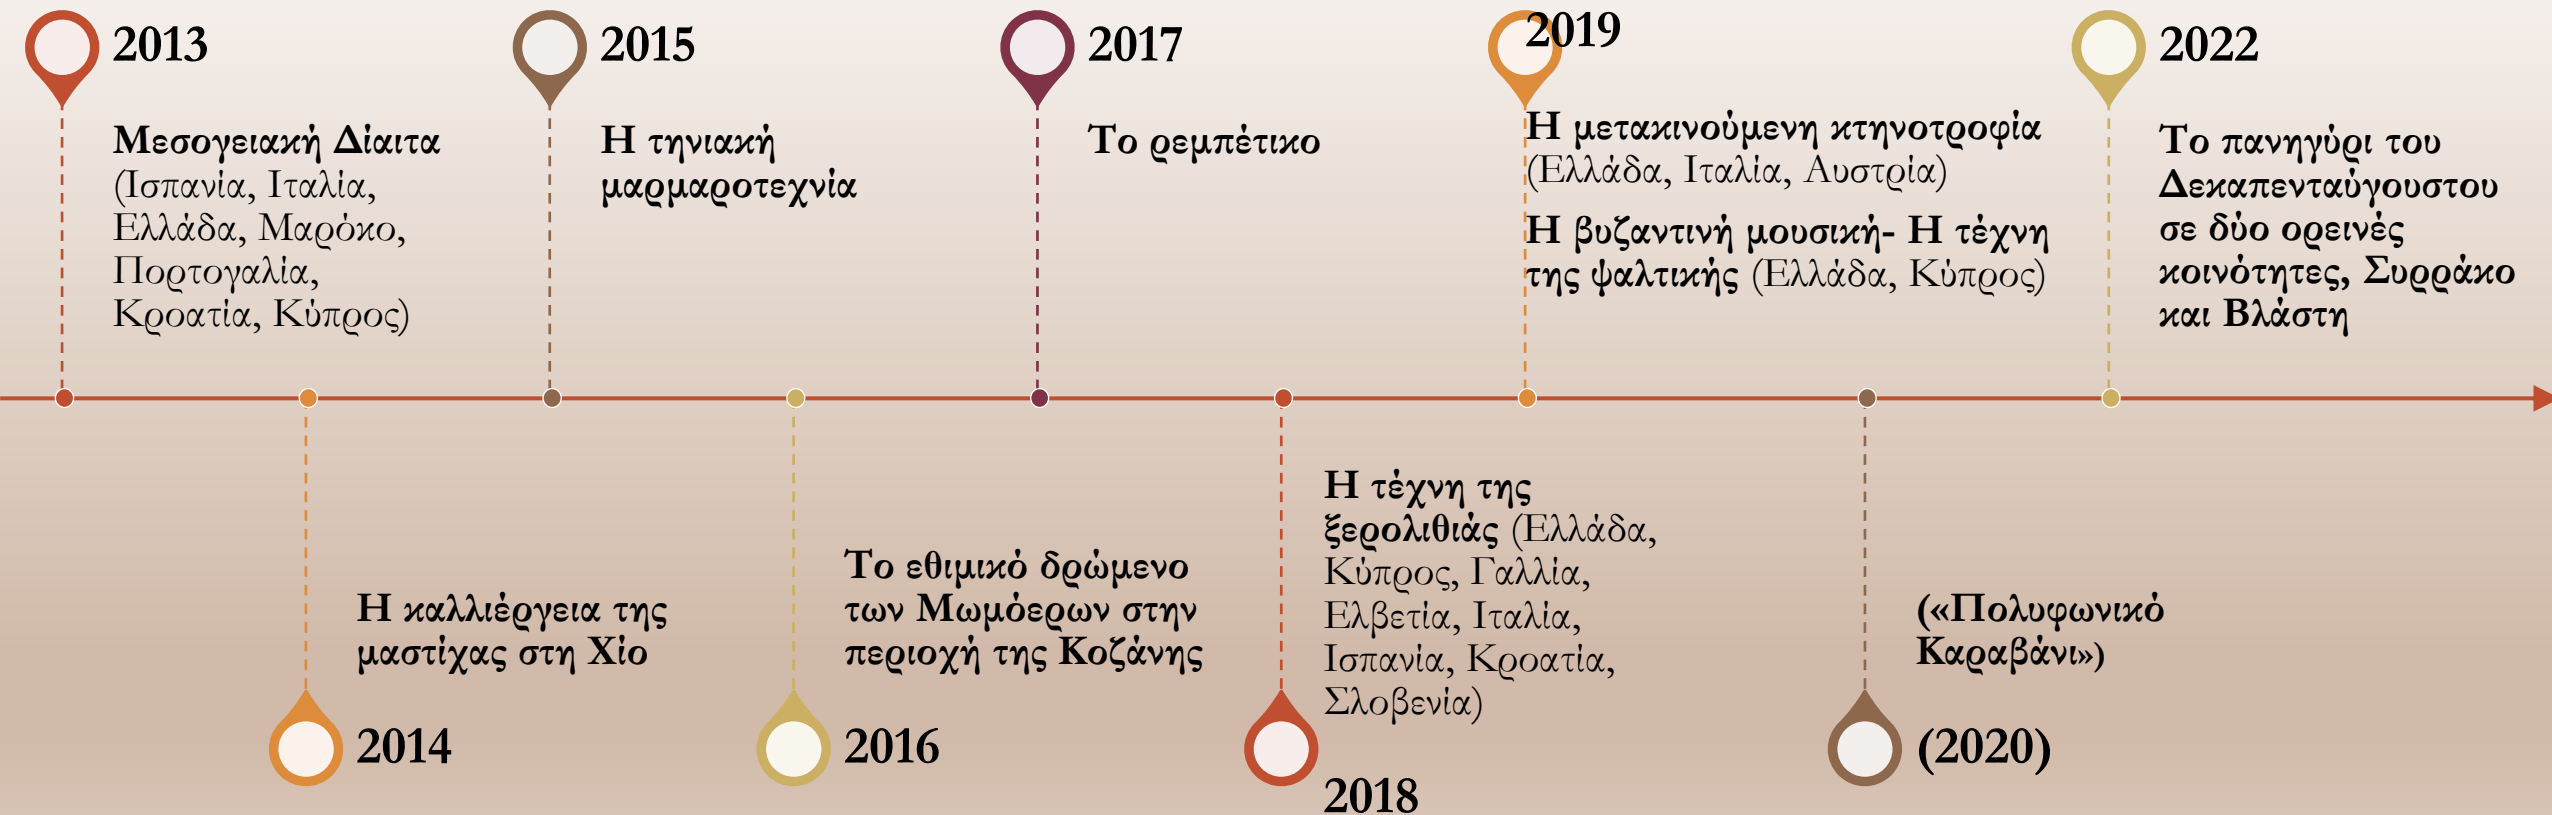 2013
Μεσογειακή Δίαιτα
(Ισπανία, Ιταλία,
Ελλάδα, Μαρόκο,
Πορτογαλία,
Κροατία, Κύπρος)
2015
Η τηνιακή
μαρμαροτεχνία
2017
Το ρεμπέτικο
2019
Η μετακινούμενη κτηνοτροφία
(Ελλάδα, Ιταλία, Αυστρία)
Η βυζαντινή μουσική- Η τέχνη
της ψαλτικής (Ελλάδα, Κύπρος)
2022
Το πανηγύρι του
Δεκαπενταύγουστου
σε δύο ορεινές
κοινότητες, Συρράκο
και Βλάστη
Η καλλιέργεια της
μαστίχας στη Χίο
2014
Το εθιμικό δρώμενο
των Μωμόερων στην
περιοχή της Κοζάνης
2016
Η τέχνη της
ξερολιθιάς (Ελλάδα,
Κύπρος, Γαλλία,
Ελβετία, Ιταλία,
Ισπανία, Κροατία,
Σλοβενία)
2018
(«Πολυφωνικό
Καραβάνι»)
(2020)